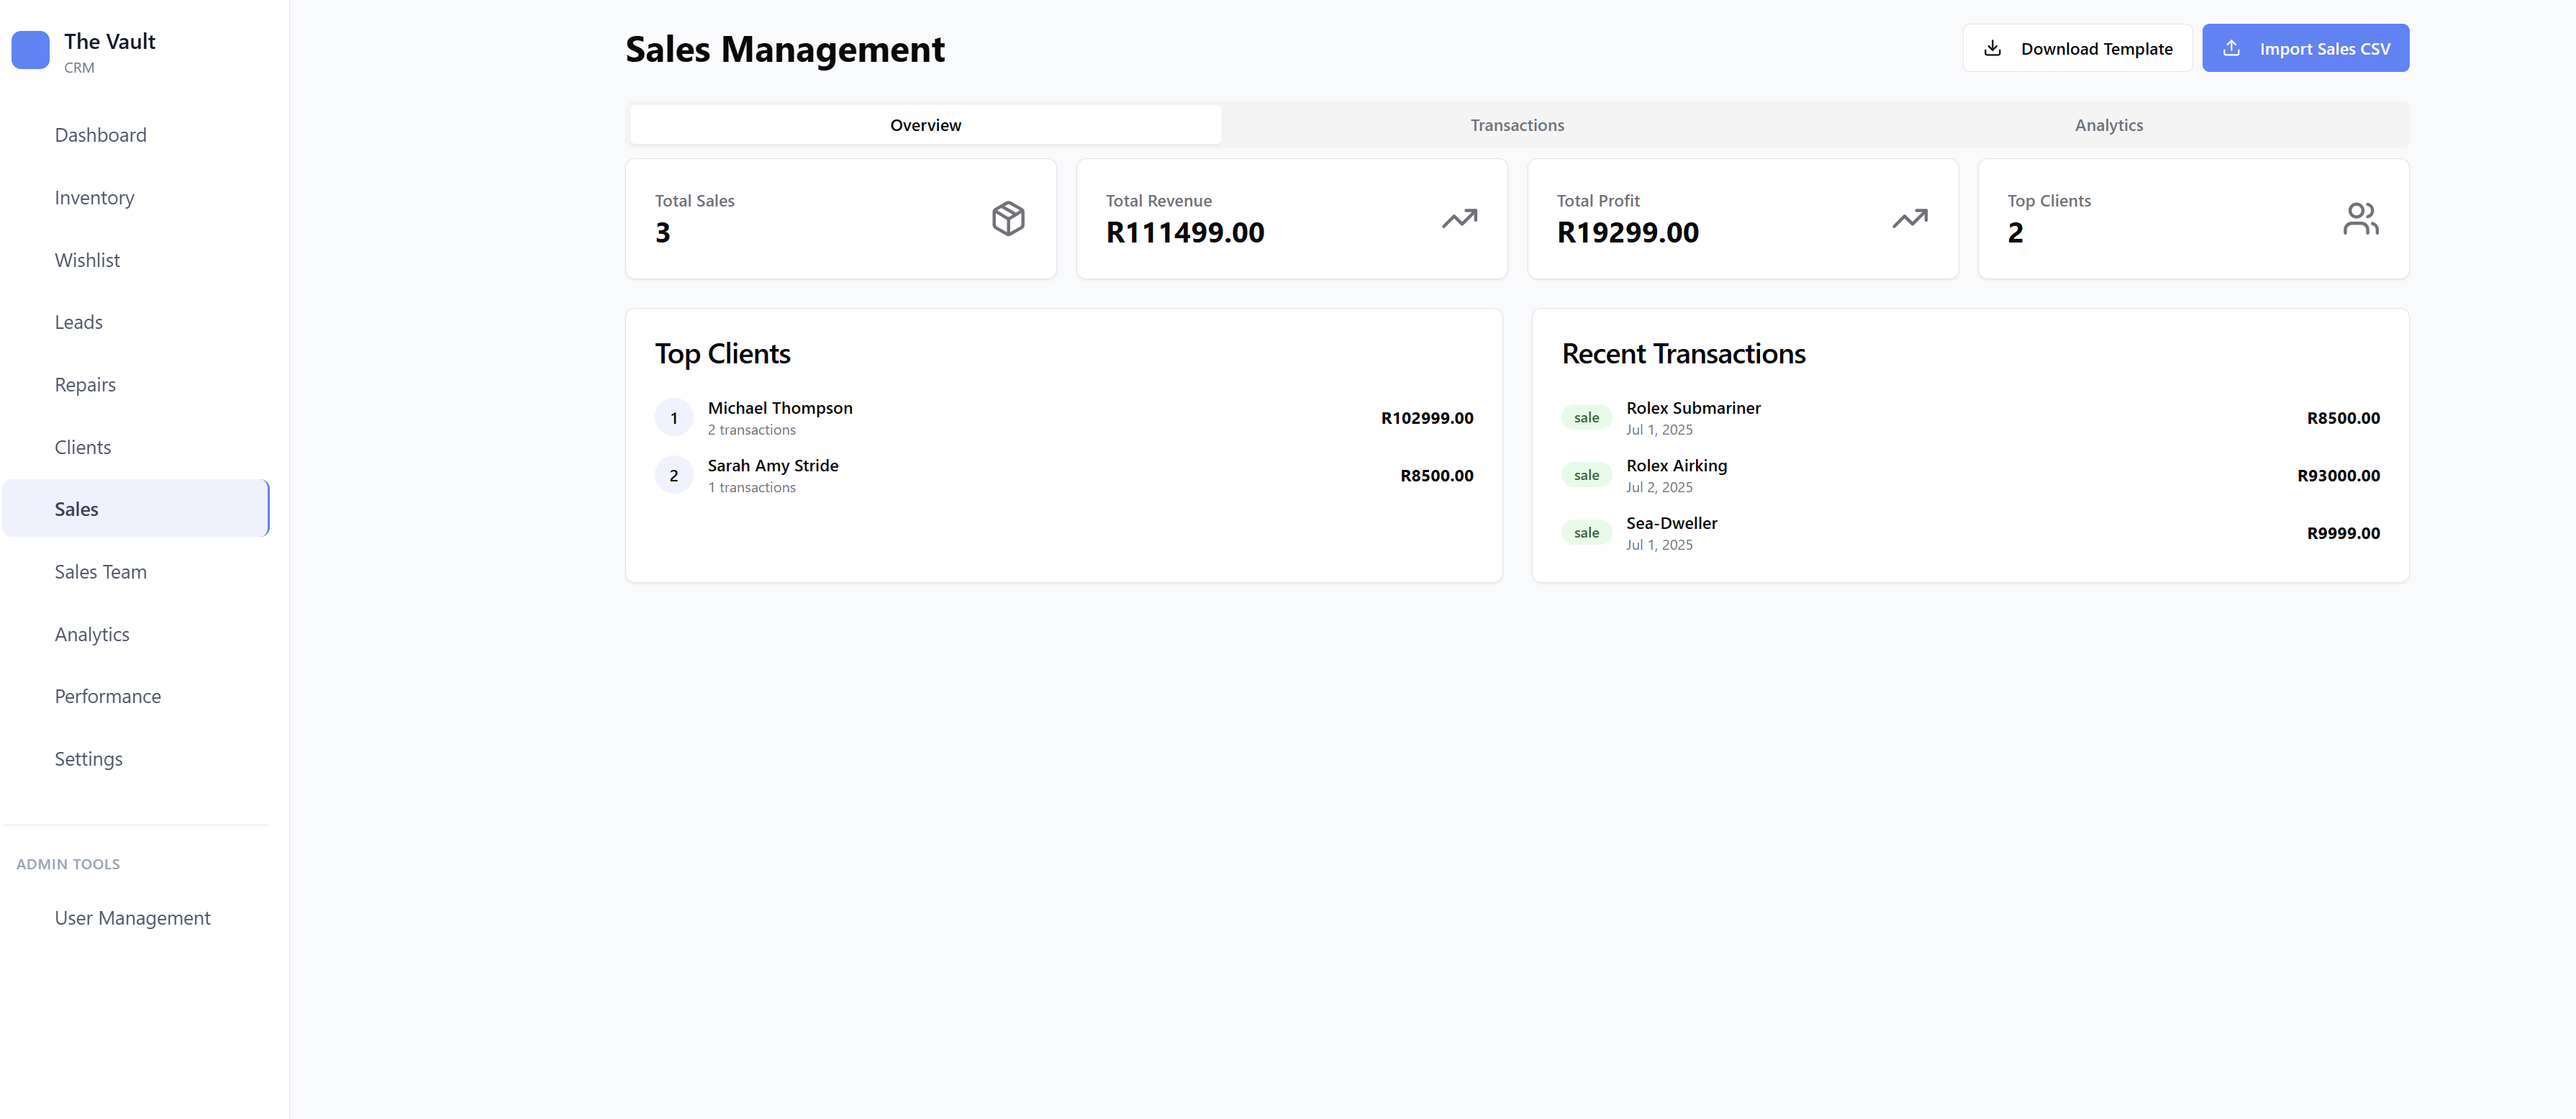 The Vault
CRM
Dashboard
Inventory
Wishlist
Leads
Repairs
Clients
Sales
Sales Team
Analytics
Performance
Settings
ADMIN TOOLS
User Management
Sales Management
Download Template
Import Sales CSV
Overview
Transactions
Analytics
Total Sales
3
Total Revenue
R111499.00
Total Profit
R19299.00
Top Clients
2
Top Clients
1
Michael Thompson
2 transactions
R102999.00
2
Sarah Amy Stride
1 transactions
R8500.00
Recent Transactions
sale
Rolex Submariner
Jul 1, 2025
R8500.00
sale
Rolex Airking
Jul 2, 2025
R93000.00
sale
Sea-Dweller
Jul 1, 2025
R9999.00